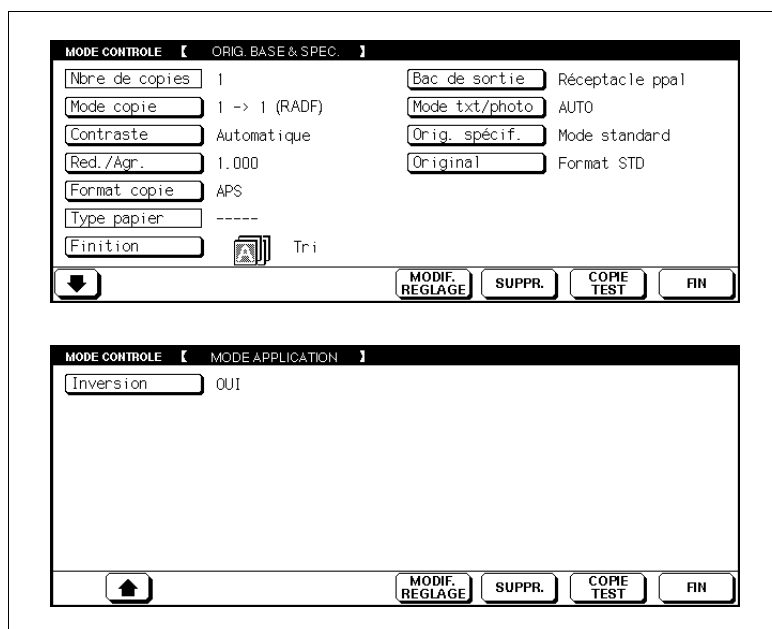 MODE CONTROLE 【 ORIG. BASE & SPEC. 】
Nbre de copies 1 Bac de sortie Réceptacle ppal
Mode copie 1 -> 1 (RADF) Mode txt/photo AUTO
Contraste Automatique Orig. spécif. Mode standard
Red./Agr. 1.000 Original Format STD
Format copie APS
Type papier -----
Finition A Tri
MODIF. REGLAGE SUPPR. COPIE TEST FIN
MODE CONTROLE 【 MODE APPLICATION 】
Inversion OUI
MODIF. REGLAGE SUPPR. COPIE TEST FIN